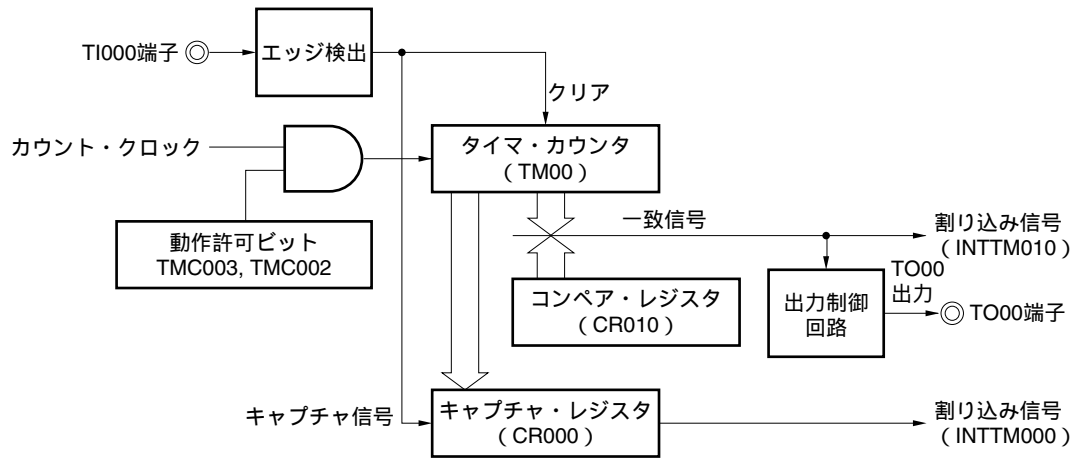 TI000端子
エッジ検出
クリア
カウント・クロック
タイマ・カウンタ
（TM00）
動作許可ビット
TMC003, TMC002
一致信号
割り込み信号
（INTTM010）
コンペア・レジスタ
（CR010）
出力制御
回路
TO00
出力
TO00端子
キャプチャ信号
キャプチャ・レジスタ
（CR000）
割り込み信号
（INTTM000）